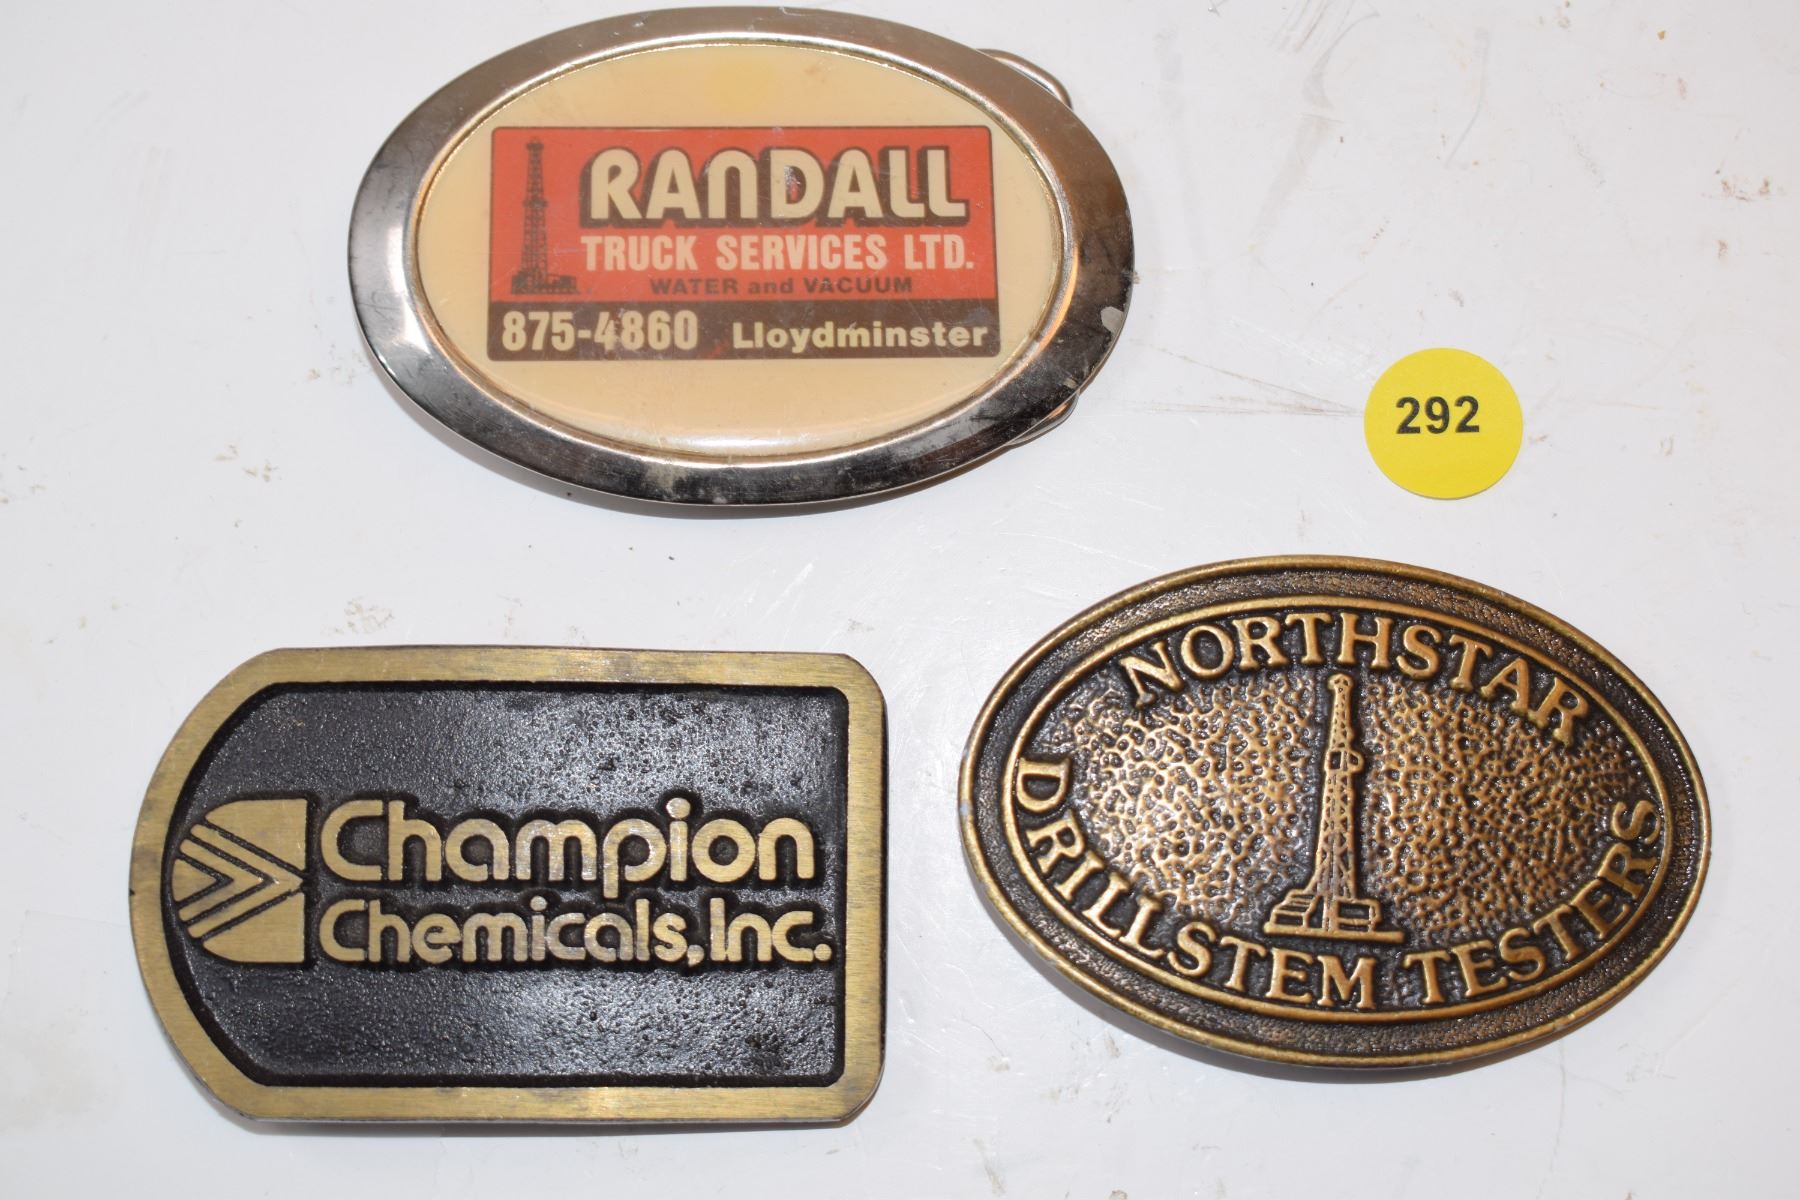 RANDALL
TRUCK SERVICES LTD.
WATER and VACUUM
875-4860 Lloydminster
292
Champion
Chemicals, Inc.
NORTHSTAR
DRILLSTEM TESTERS